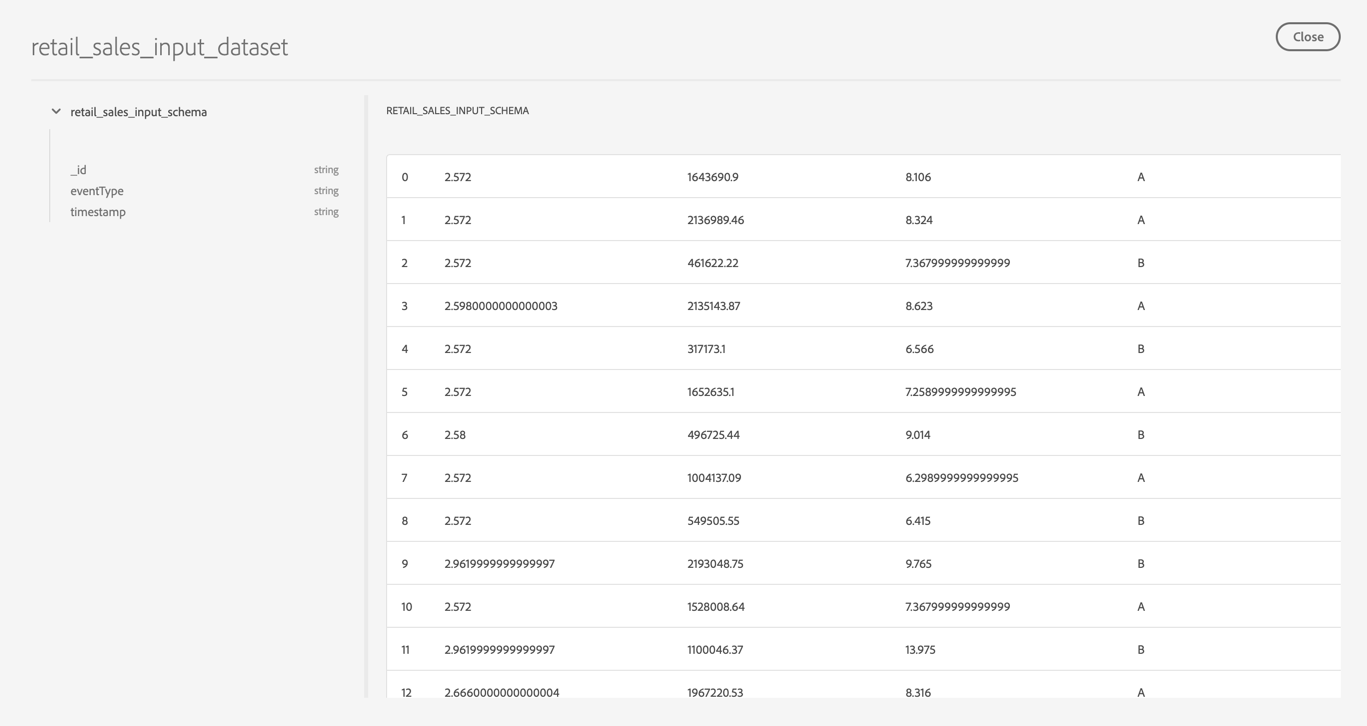 retail_sales_input_dataset
Close
retail_sales_input_schema
_id string
eventType string
timestamp string
RETAIL_SALES_INPUT_SCHEMA
0 2.572 1643690.9 8.106 A
1 2.572 2136989.46 8.324 A
2 2.572 461622.22 7.367999999999999 B
3 2.5980000000000003 2135143.87 8.623 A
4 2.572 317173.1 6.566 B
5 2.572 1652635.1 7.2589999999999995 A
6 2.58 496725.44 9.014 B
7 2.572 1004137.09 6.2989999999999995 A
8 2.572 549505.55 6.415 B
9 2.9619999999999997 2193048.75 9.765 B
10 2.572 1528008.64 7.367999999999999 A
11 2.9619999999999997 1100046.37 13.975 B
12 2.6660000000000004 1967220.53 8.316 A